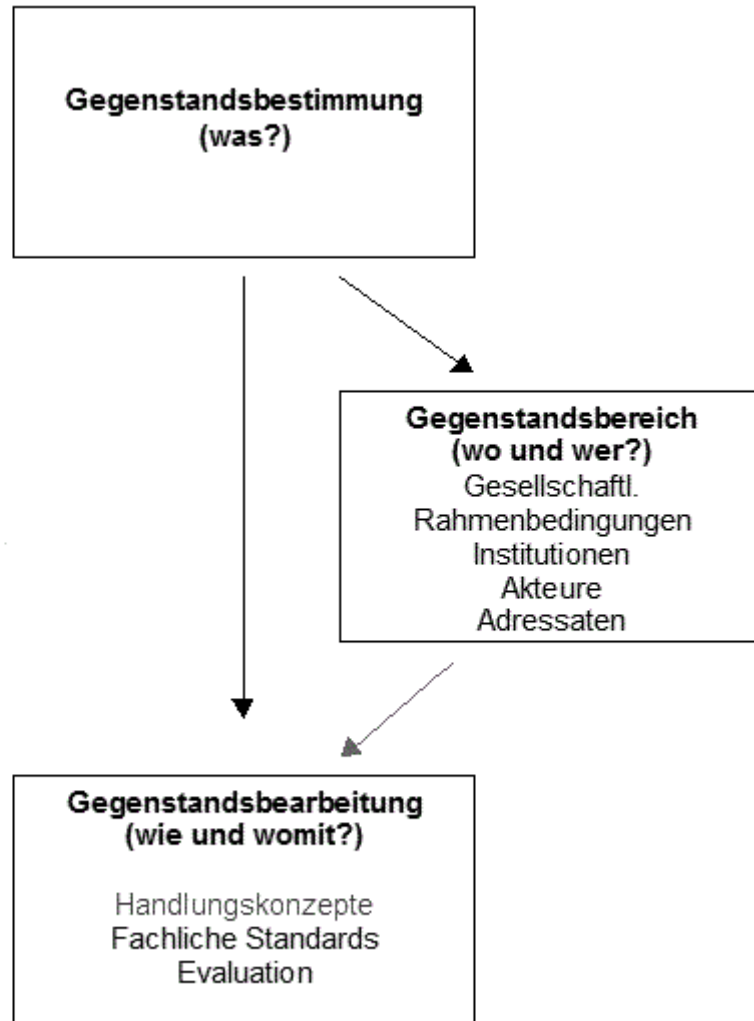 Gegenstandsbestimmung
(was?)
Gegenstandsbereich
(wo und wer?)
Gesellschaftl.
Rahmenbedingungen
Institutionen
Akteure
Adressaten
Gegenstandsbearbeitung
(wie und womit?)
Handlungskonzepte
Fachliche Standards
Evaluation